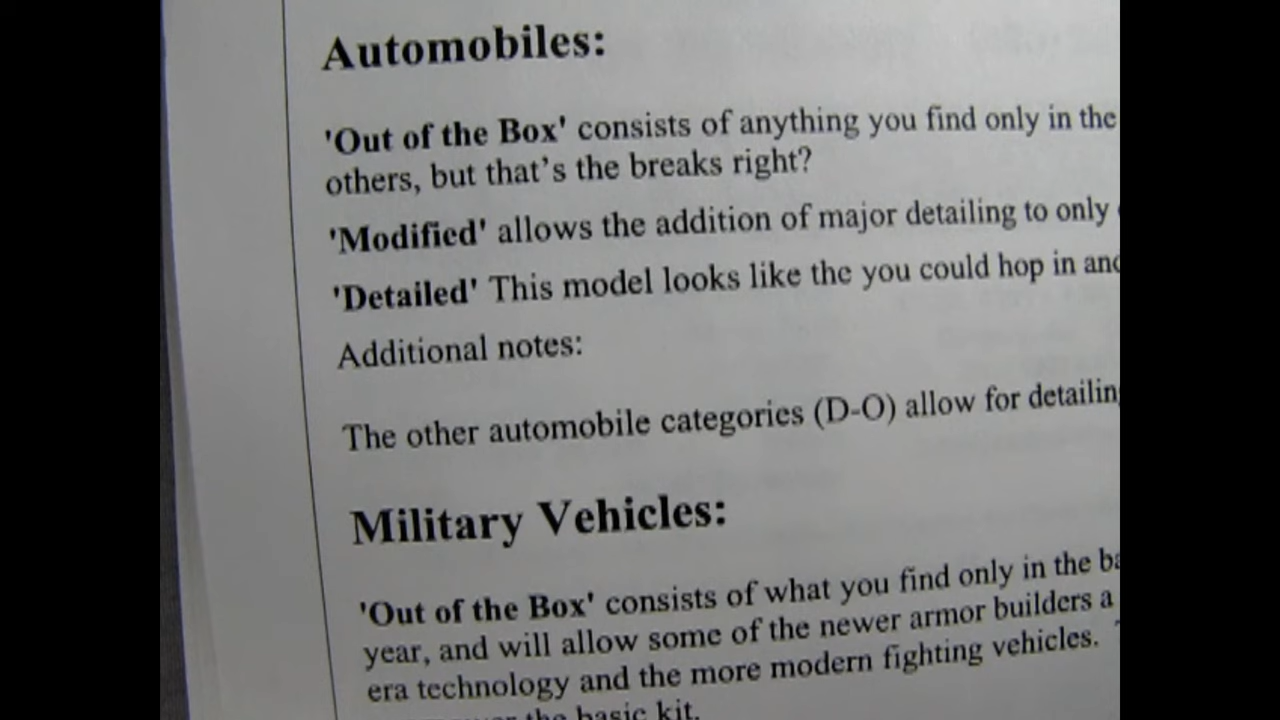 Automobiles:
'Out of the Box' consists of anything you find only in the
others, but that's the breaks right?
'Modified' allows the addition of major detailing to only
'Detailed' This model looks like the you could hop in and
Additional notes:
The other automobile categories (D-O) allow for detailin
Military Vehicles:
'Out of the Box' consists of what you find only in the ba
year, and will allow some of the newer armor builders a
era technology and the more modern fighting vehicles.
the basic kit.